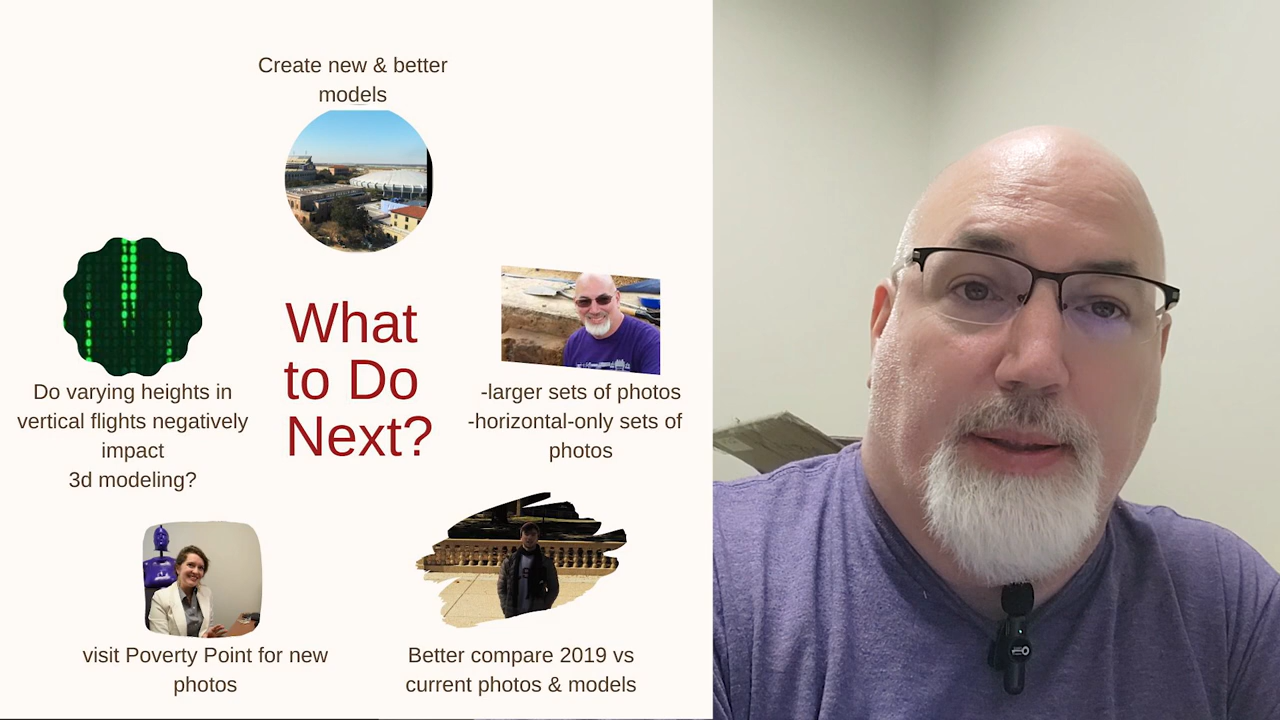 Create new & better
models
What
to Do
Next?
Do varying heights in
vertical flights negatively
impact
3d modeling?
-larger sets of photos
-horizontal-only sets of
photos
visit Poverty Point for new
photos
Better compare 2019 vs
current photos & models